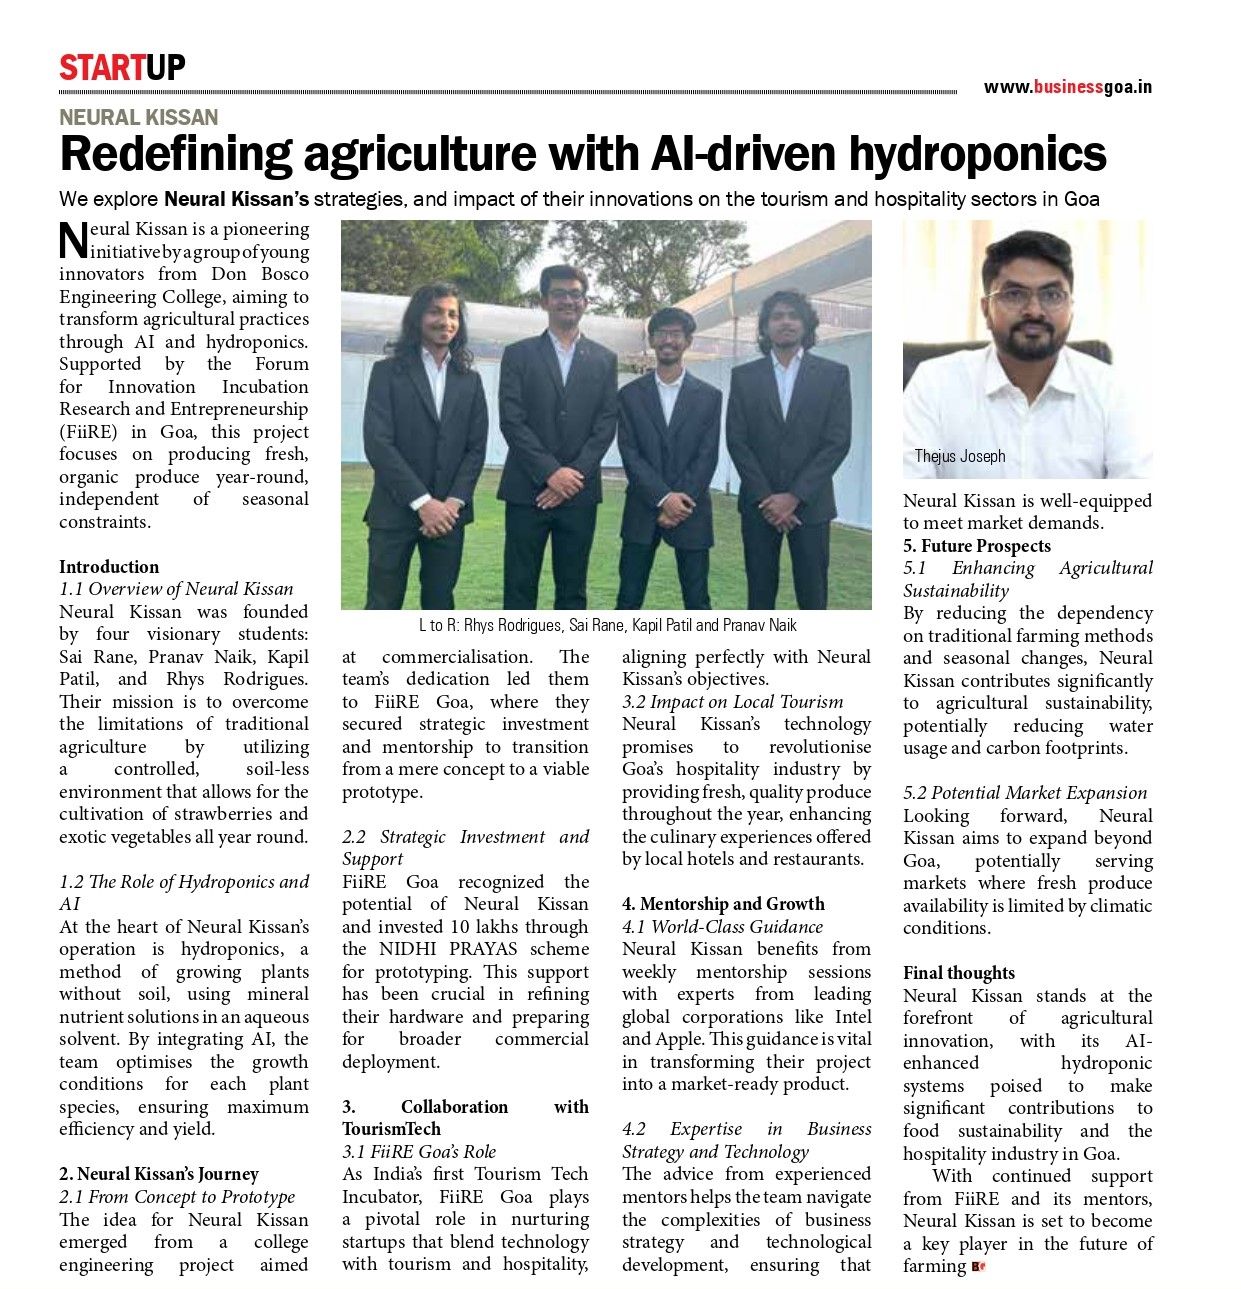 STARTUP
www.businessgoa.in
NEURAL KISSAN
Redefining agriculture with AI-driven hydroponics
We explore Neural Kissan's strategies, and impact of their innovations on the tourism and hospitality sectors in Goa
Neural Kissan is a pioneering
initiative by a group of young
innovators from Don Bosco
Engineering College, aiming to
transform agricultural practices
through AI and hydroponics.
Supported by the Forum
for Innovation Incubation
Research and Entrepreneurship
(FiiRE) in Goa, this project
focuses on producing fresh,
organic produce year-round,
independent of seasonal
constraints.
Introduction
1.1 Overview of Neural Kissan
Neural Kissan was founded
by four visionary students:
Sai Rane, Pranav Naik, Kapil
Patil, and Rhys Rodrigues.
Their mission is to overcome
the limitations of traditional
agriculture by utilizing
a controlled, soil-less
environment that allows for the
cultivation of strawberries and
exotic vegetables all year round.
1.2 The Role of Hydroponics and
AI
At the heart of Neural Kissan's
operation is hydroponics, a
method of growing plants
without soil, using mineral
nutrient solutions in an aqueous
solvent. By integrating AI, the
team optimises the growth
conditions for each plant
species, ensuring maximum
efficiency and yield.
2. Neural Kissan's Journey
2.1 From Concept to Prototype
The idea for Neural Kissan
emerged from a college
engineering project aimed
L to R: Rhys Rodrigues, Sai Rane, Kapil Patil and Pranav Naik
at commercialisation. The
team's dedication led them
to FiiRE Goa, where they
secured strategic investment
and mentorship to transition
from a mere concept to a viable
prototype.
2.2 Strategic Investment and
Support
FiiRE Goa recognized the
potential of Neural Kissan
and invested 10 lakhs through
the NIDHI PRAYAS scheme
for prototyping. This support
has been crucial in refining
their hardware and preparing
for broader commercial
deployment.
3. Collaboration with
TourismTech
3.1 FiiRE Goa's Role
As India's first Tourism Tech
Incubator, FiiRE Goa plays
a pivotal role in nurturing
startups that blend technology
with tourism and hospitality,
aligning perfectly with Neural
Kissan's objectives.
3.2 Impact on Local Tourism
Neural Kissan's technology
promises to revolutionise
Goa's hospitality industry by
providing fresh, quality produce
throughout the year, enhancing
the culinary experiences offered
by local hotels and restaurants.
4. Mentorship and Growth
4.1 World-Class Guidance
Neural Kissan benefits from
weekly mentorship sessions
with experts from leading
global corporations like Intel
and Apple. This guidance is vital
in transforming their project
into a market-ready product.
4.2 Expertise in Business
Strategy and Technology
The advice from experienced
mentors helps the team navigate
the complexities of business
strategy and technological
development, ensuring that
Thejus Joseph
Neural Kissan is well-equipped
to meet market demands.
5. Future Prospects
5.1 Enhancing Agricultural
Sustainability
By reducing the dependency
on traditional farming methods
and seasonal changes, Neural
Kissan contributes significantly
to agricultural sustainability,
potentially reducing water
usage and carbon footprints.
5.2 Potential Market Expansion
Looking forward, Neural
Kissan aims to expand beyond
Goa, potentially serving
markets where fresh produce
availability is limited by climatic
conditions.
Final thoughts
Neural Kissan stands at the
forefront of agricultural
innovation, with its AI-
enhanced hydroponic
systems poised to make
significant contributions to
food sustainability and the
hospitality industry in Goa.
With continued support
from FiiRE and its mentors,
Neural Kissan is set to become
a key player in the future of
farming